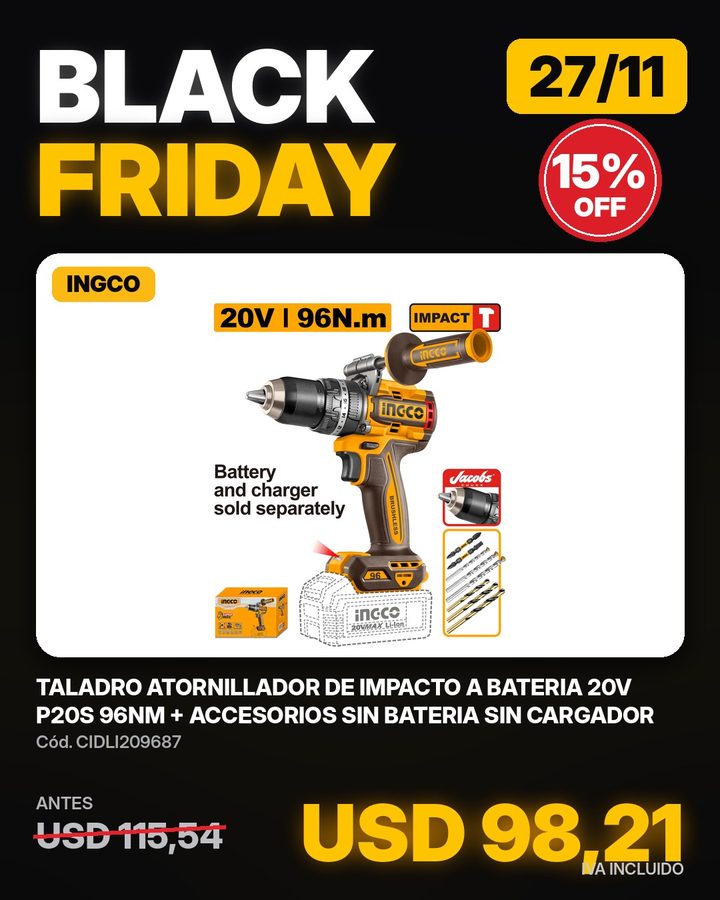 BLACK
FRIDAY
27/11
15%
OFF
INGCO
20V | 96N.m
IMPACT
INGCO
INGCO
Battery
and charger
sold separately
BRUSHLESS
Jacobs
96
INGCO
INGCO
20VMAX Li-Ion
TALADRO ATORNILLADOR DE IMPACTO A BATERIA 20V
P20S 96NM + ACCESORIOS SIN BATERIA SIN CARGADOR
Cód. CIDLI209687
ANTES
USD 115,54
USD 98,21
IVA INCLUIDO